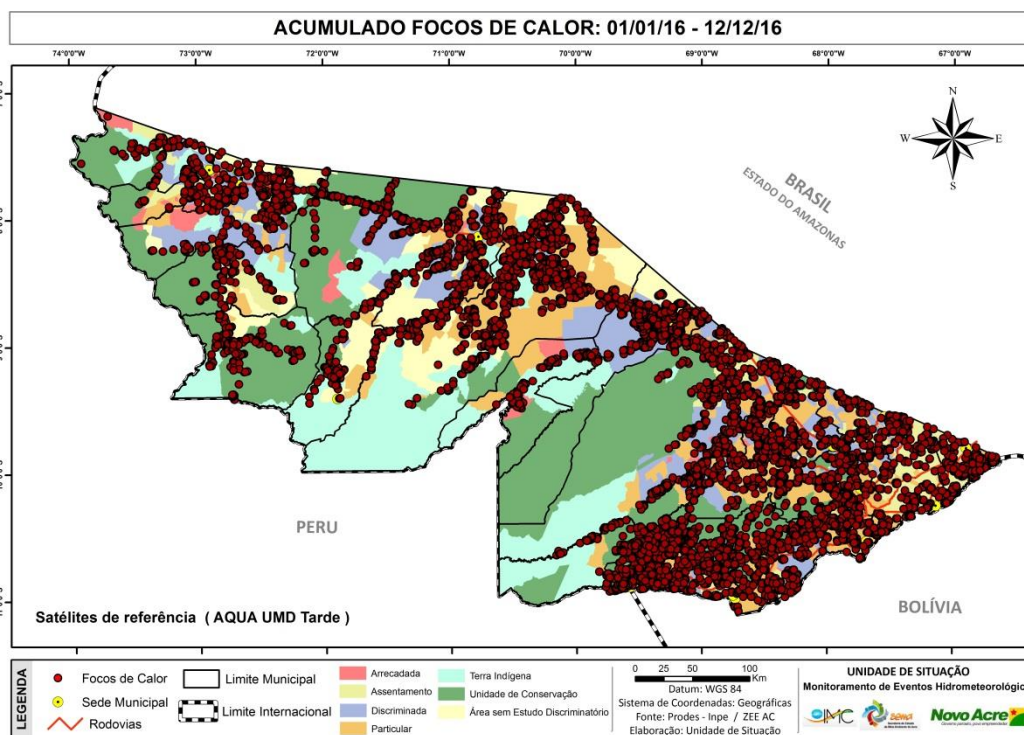 ACUMULADO FOCOS DE CALOR: 01/01/16 - 12/12/16
74°0'0"W 73°0'0"W 72°0'0"W 71°0'0"W 70°0'0"W 69°0'0"W 68°0'0"W 67°0'0"W
N
W E
S
BRASIL
ESTADO DO AMAZONAS
PERU
BOLÍVIA
Satélites de referência ( AQUA UMD Tarde )
LEGENDA
Focos de Calor
Sede Municipal
Rodovias
Limite Municipal
Limite Internacional
Arrecadada
Assentamento
Discriminada
Particular
Terra Indígena
Unidade de Conservação
Área sem Estudo Discriminatório
0 25 50 100
Km
Datum: WGS 84
Sistema de Coordenadas: Geográficas
Fonte: Prodes - Inpe / ZEE AC
Elaboração: Unidade de Situação
UNIDADE DE SITUAÇÃO
Monitoramento de Eventos Hidrometeorológic
IMC
Sema
Novo Acre